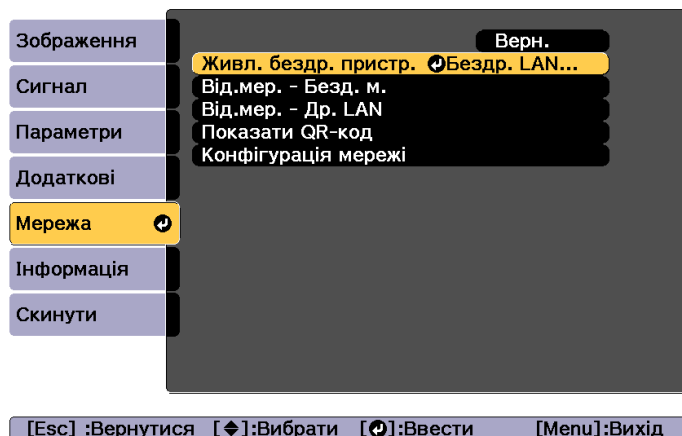 Зображення
Сигнал
Параметри
Додаткові
Мережа
Інформація
Скинути
Верн.
Живл. бездр. пристр. Бездр. LAN...
Від.мер. - Безд. м.
Від.мер. - Др. LAN
Показати QR-код
Конфігурація мережі
[Esc] :Вернутися [◆]:Вибрати [↵]:Ввести [Menu]:Вихід